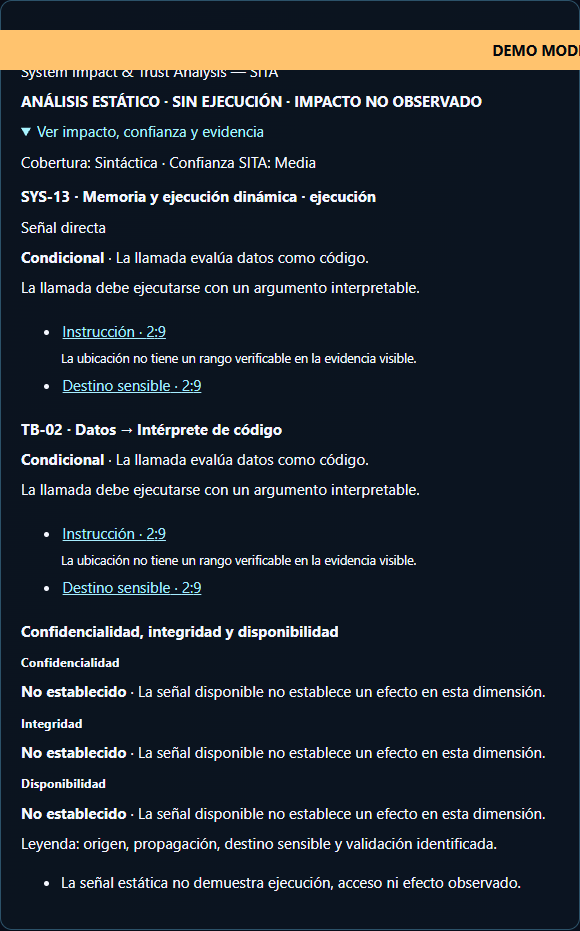 DEMO MOD
System Impact & Trust Analysis — SITA
ANÁLISIS ESTÁTICO · SIN EJECUCIÓN · IMPACTO NO OBSERVADO
▼ Ver impacto, confianza y evidencia
Cobertura: Sintáctica · Confianza SITA: Media
SYS-13 · Memoria y ejecución dinámica · ejecución
Señal directa
Condicional · La llamada evalúa datos como código.
La llamada debe ejecutarse con un argumento interpretable.
• Instrucción · 2:9
La ubicación no tiene un rango verificable en la evidencia visible.
• Destino sensible · 2:9
TB-02 · Datos → Intérprete de código
Condicional · La llamada evalúa datos como código.
La llamada debe ejecutarse con un argumento interpretable.
• Instrucción · 2:9
La ubicación no tiene un rango verificable en la evidencia visible.
• Destino sensible · 2:9
Confidencialidad, integridad y disponibilidad
Confidencialidad
No establecido · La señal disponible no establece un efecto en esta dimensión.
Integridad
No establecido · La señal disponible no establece un efecto en esta dimensión.
Disponibilidad
No establecido · La señal disponible no establece un efecto en esta dimensión.
Leyenda: origen, propagación, destino sensible y validación identificada.
• La señal estática no demuestra ejecución, acceso ni efecto observado.